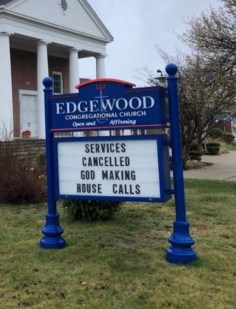 EDGEWOOD
CONGREGATIONAL CHURCH
Open and Affirming
SERVICES
CANCELLED
GOD MAKING
HOUSE CALLS